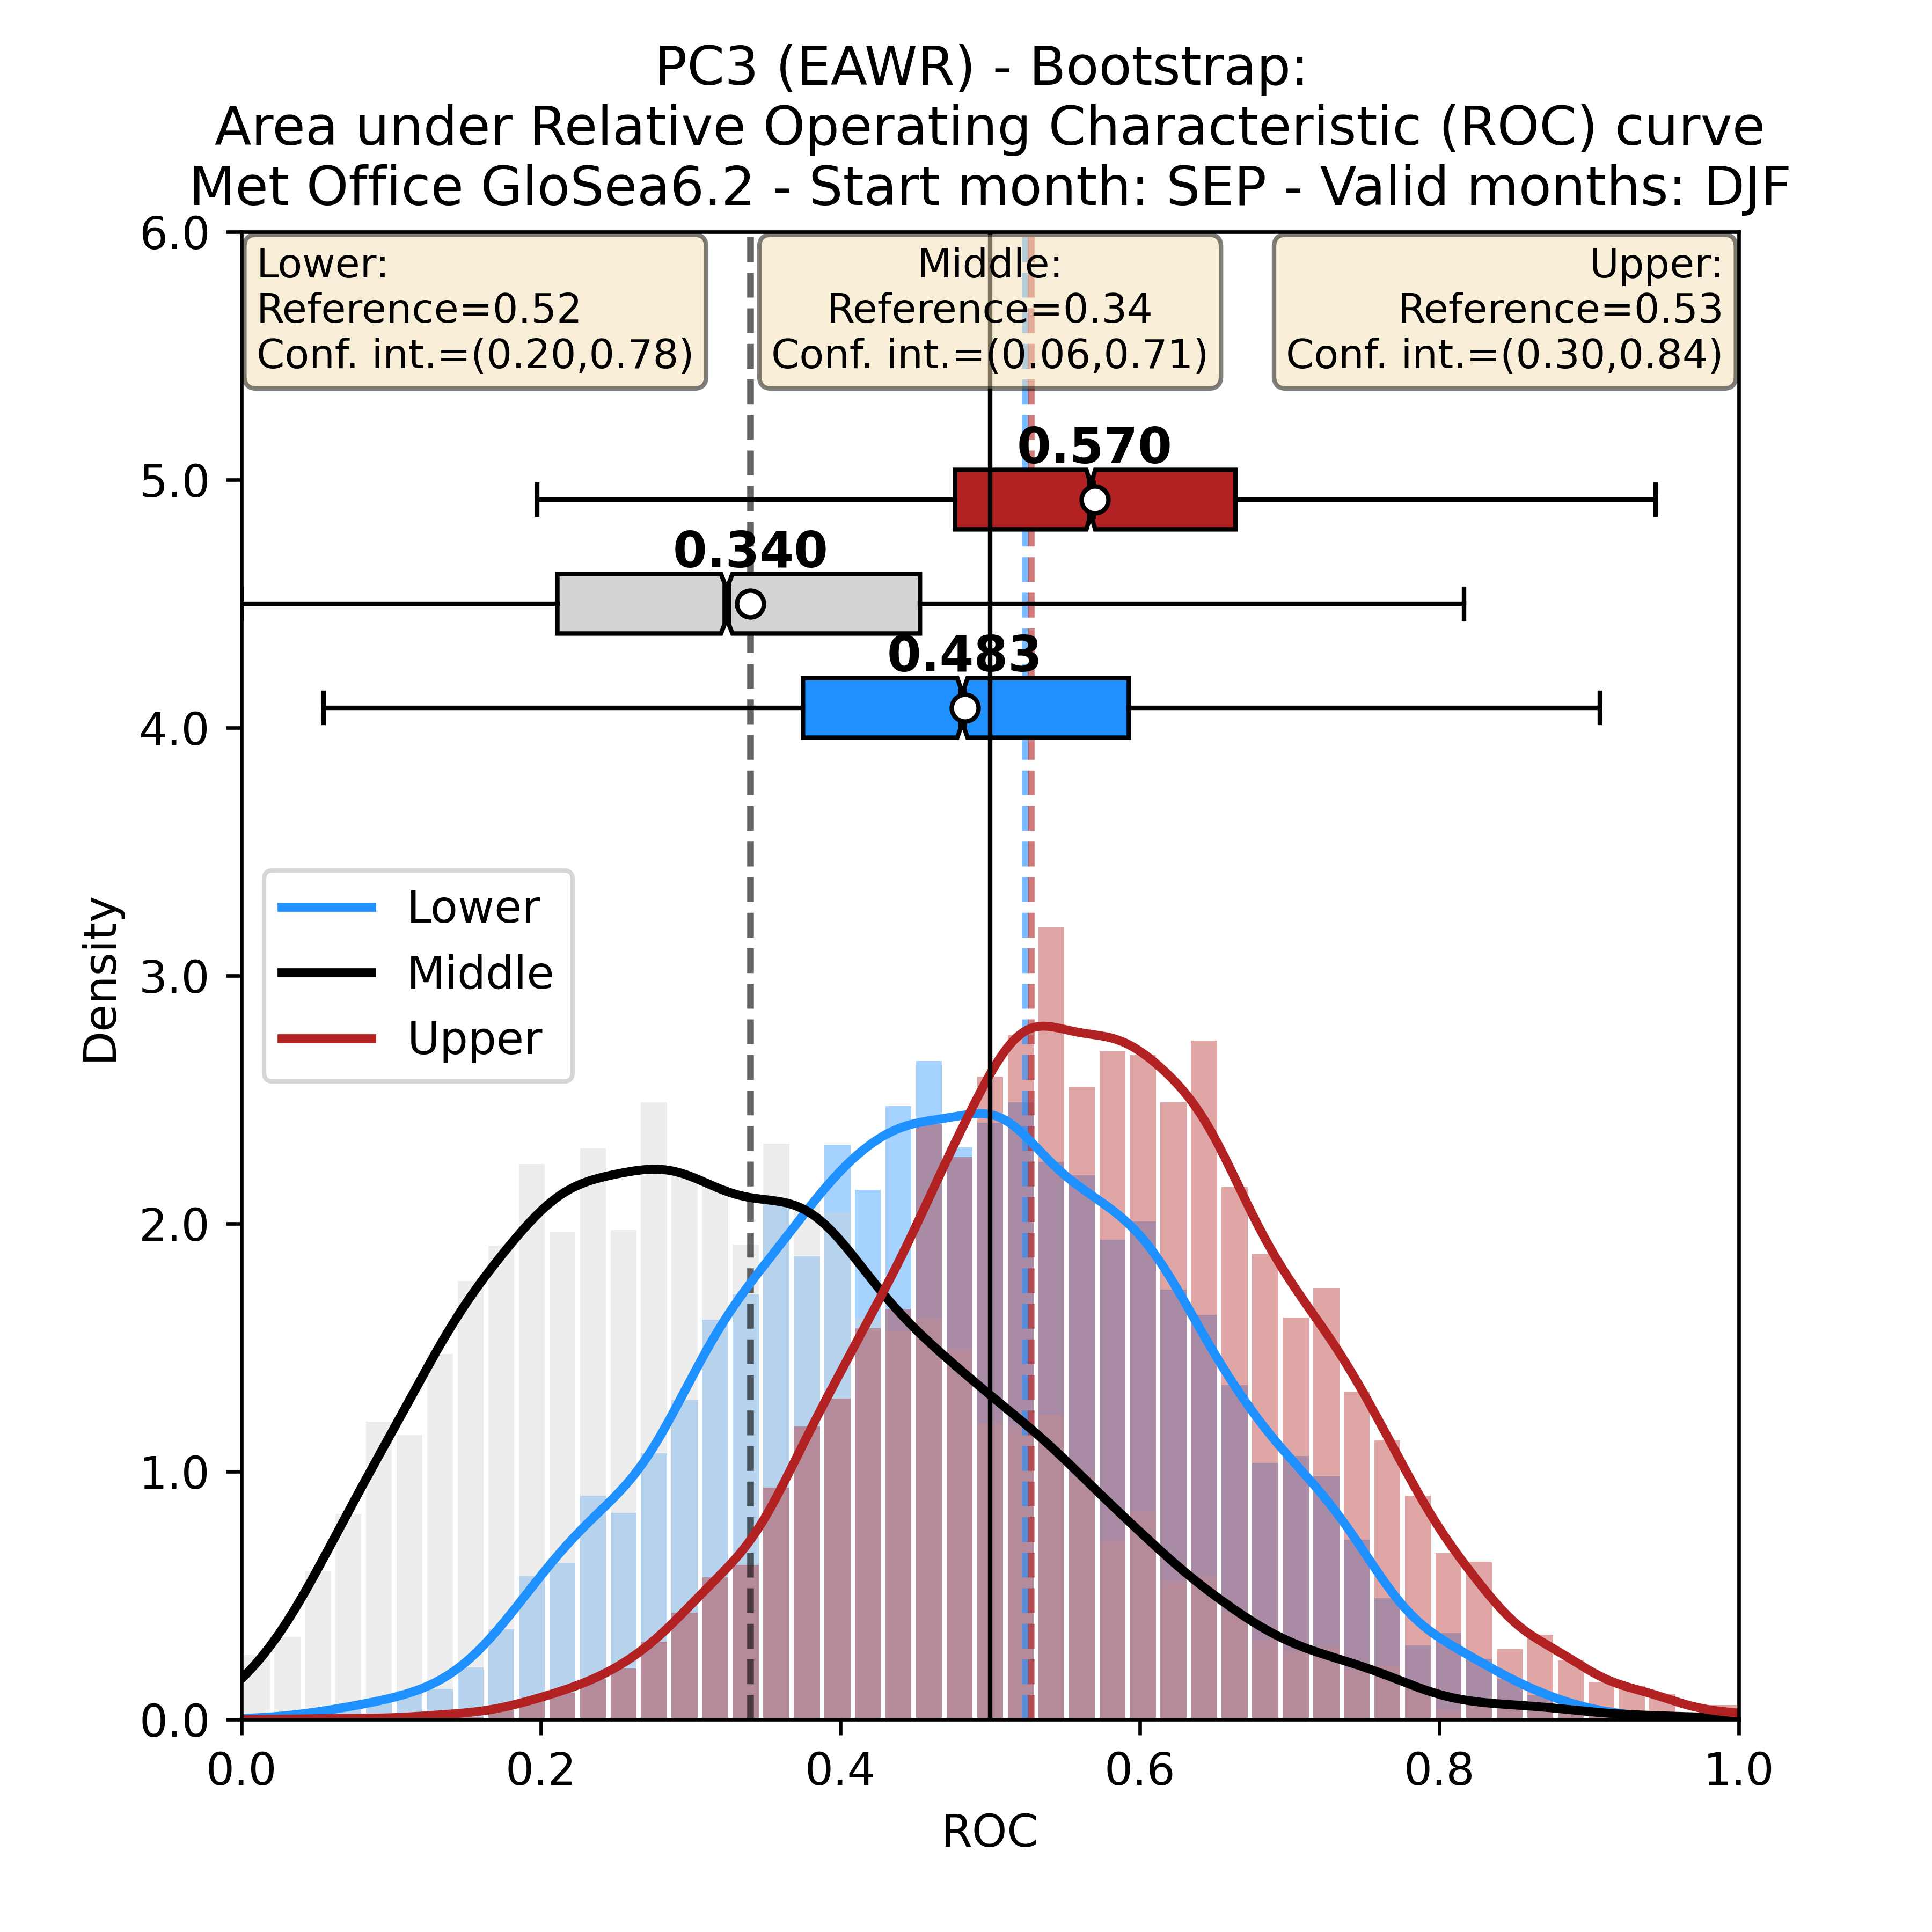 PC3 (EAWR) - Bootstrap:
Area under Relative Operating Characteristic (ROC) curve
Met Office GloSea6.2 - Start month: SEP - Valid months: DJF
6.0
Lower:
Reference=0.52
Conf. int.=(0.20,0.78)
Middle:
Reference=0.34
Conf. int.=(0.06,0.71)
Upper:
Reference=0.53
Conf. int.=(0.30,0.84)
0.570
5.0
0.340
0.483
4.0
Lower
Middle
Upper
Density
3.0
2.0
1.0
0.0
0.0 0.2 0.4 0.6 0.8 1.0
ROC